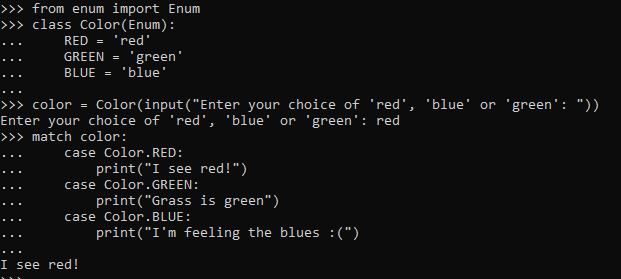 >>> from enum import Enum
>>> class Color(Enum):
...     RED = 'red'
...     GREEN = 'green'
...     BLUE = 'blue'
...
>>> color = Color(input("Enter your choice of 'red', 'blue' or 'green': "))
Enter your choice of 'red', 'blue' or 'green': red
>>> match color:
...     case Color.RED:
...         print("I see red!")
...     case Color.GREEN:
...         print("Grass is green")
...     case Color.BLUE:
...         print("I'm feeling the blues :(")
...
I see red!
>>>